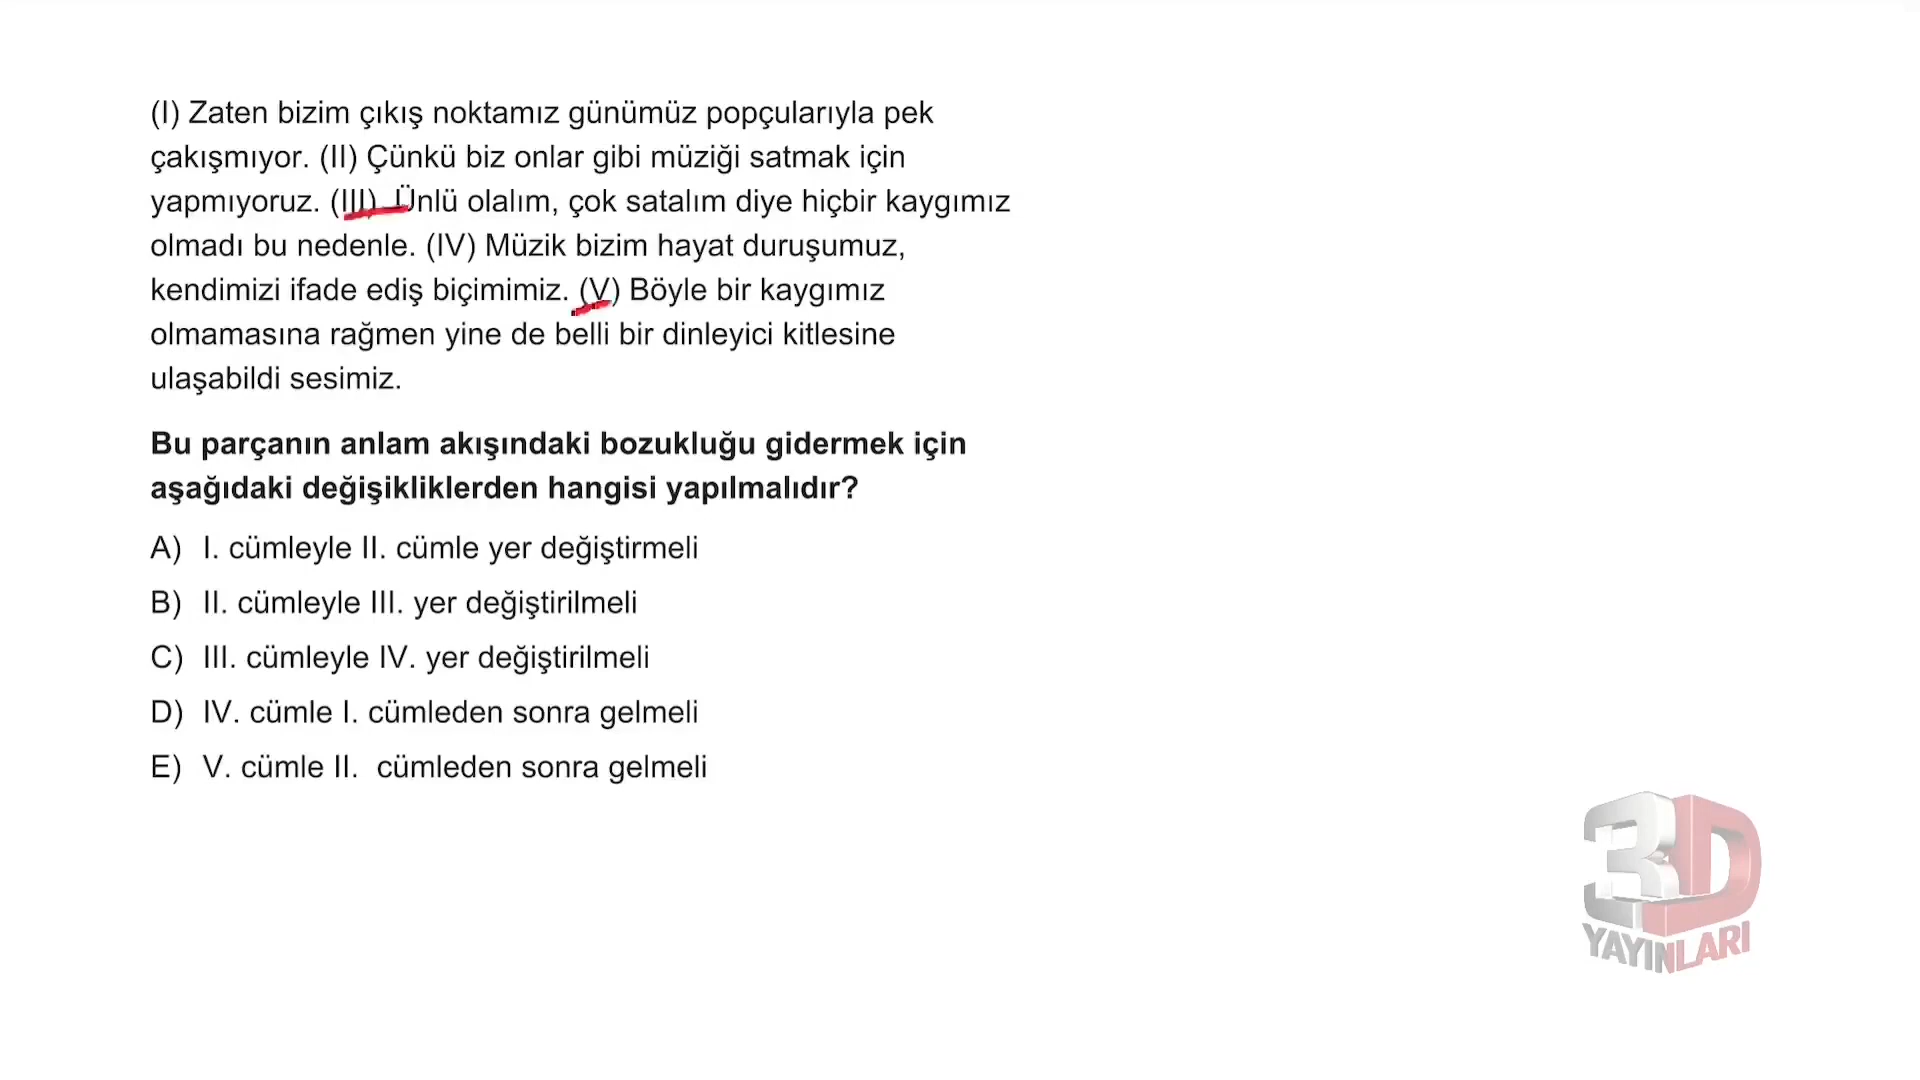 (I) Zaten bizim çıkış noktamız günümüz popçularıyla pek
çakışmıyor. (II) Çünkü biz onlar gibi müziği satmak için
yapmıyoruz. (III) Ünlü olalım, çok satalım diye hiçbir kaygımız
olmadı bu nedenle. (IV) Müzik bizim hayat duruşumuz,
kendimizi ifade ediş biçimimiz. (V) Böyle bir kaygımız
olmamasına rağmen yine de belli bir dinleyici kitlesine
ulaşabildi sesimiz.
Bu parçanın anlam akışındaki bozukluğu gidermek için
aşağıdaki değişikliklerden hangisi yapılmalıdır?
A) I. cümleyle II. cümle yer değiştirmeli
B) II. cümleyle III. yer değiştirilmeli
C) III. cümleyle IV. yer değiştirilmeli
D) IV. cümle I. cümleden sonra gelmeli
E) V. cümle II. cümleden sonra gelmeli
3D
YAYINLARI